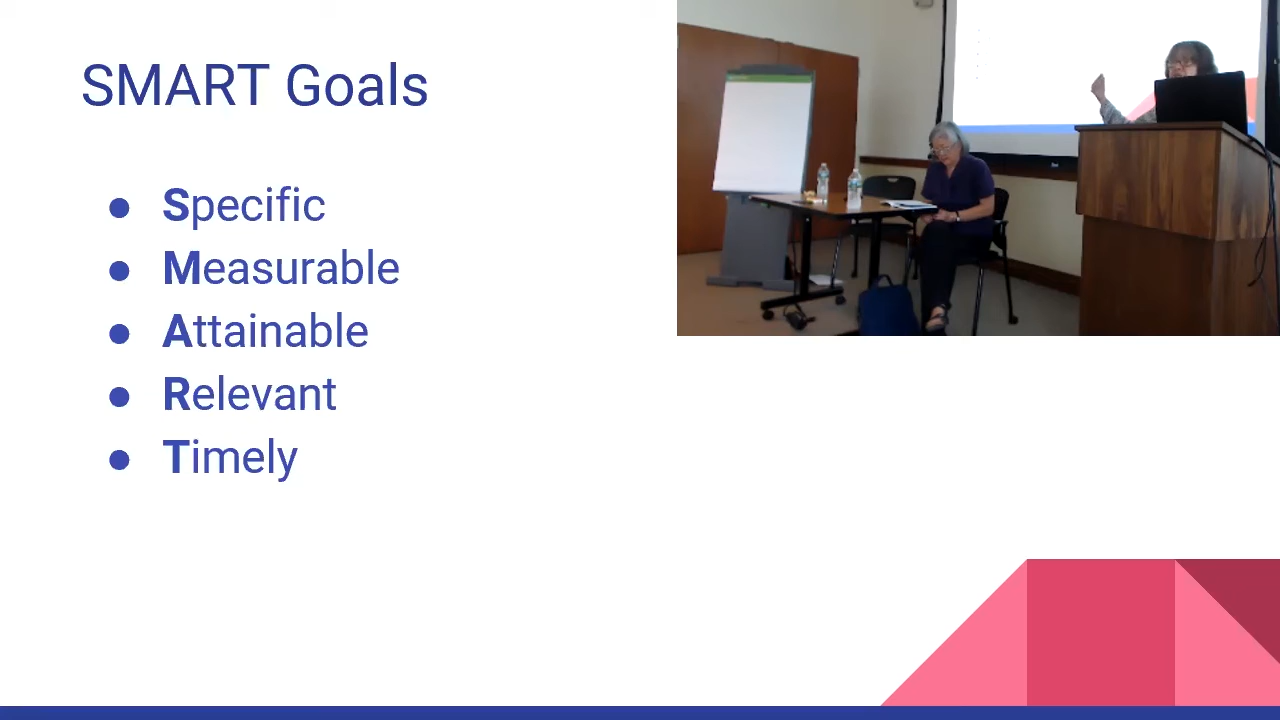 SMART Goals
● Specific
● Measurable
● Attainable
● Relevant
● Timely